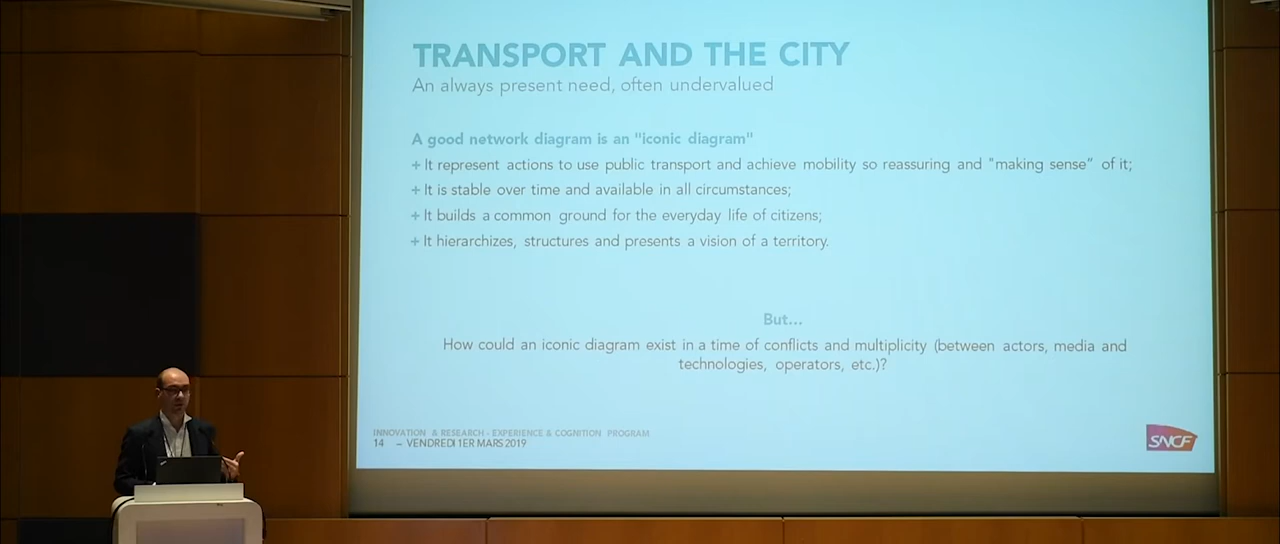 TRANSPORT AND THE CITY
An always present need, often undervalued
A good network diagram is an "iconic diagram"
+ It represent actions to use public transport and achieve mobility so reassuring and "making sense" of it;
+ It is stable over time and available in all circumstances;
+ It builds a common ground for the everyday life of citizens;
+ It hierarchizes, structures and presents a vision of a territory.
But...
How could an iconic diagram exist in a time of conflicts and multiplicity (between actors, media and
technologies, operators, etc.)?
INNOVATION & RESEARCH - EXPERIENCE & COGNITION PROGRAM
14 – VENDREDI 1ER MARS 2019
SNCF